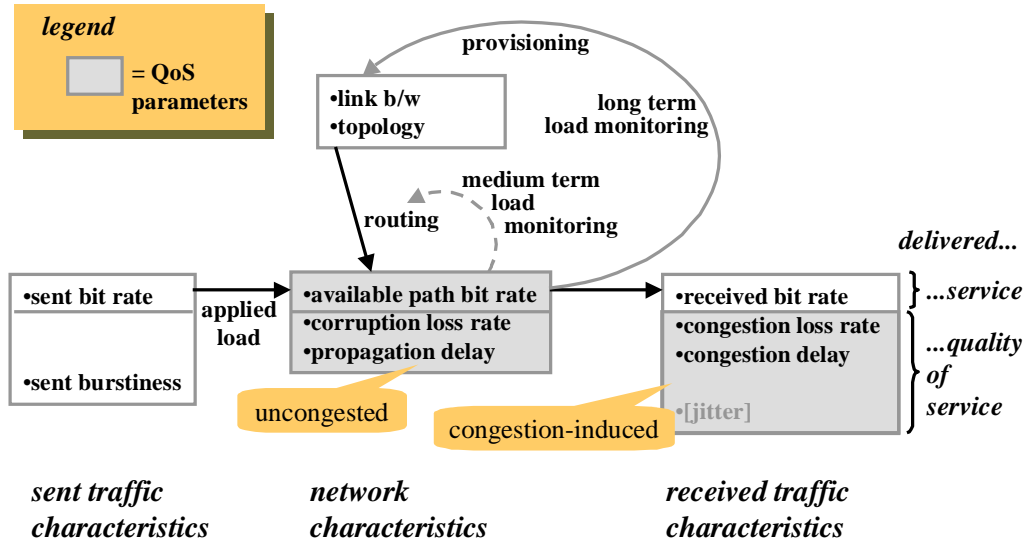 legend
= QoS
parameters
provisioning
•link b/w
•topology
long term
load monitoring
medium term
load
monitoring
routing
delivered...
•sent bit rate
•sent burstiness
applied
load
•available path bit rate
•corruption loss rate
•propagation delay
•received bit rate
•congestion loss rate
•congestion delay
•[jitter]
...service
...quality
of
service
uncongested
congestion-induced
sent traffic
characteristics
network
characteristics
received traffic
characteristics